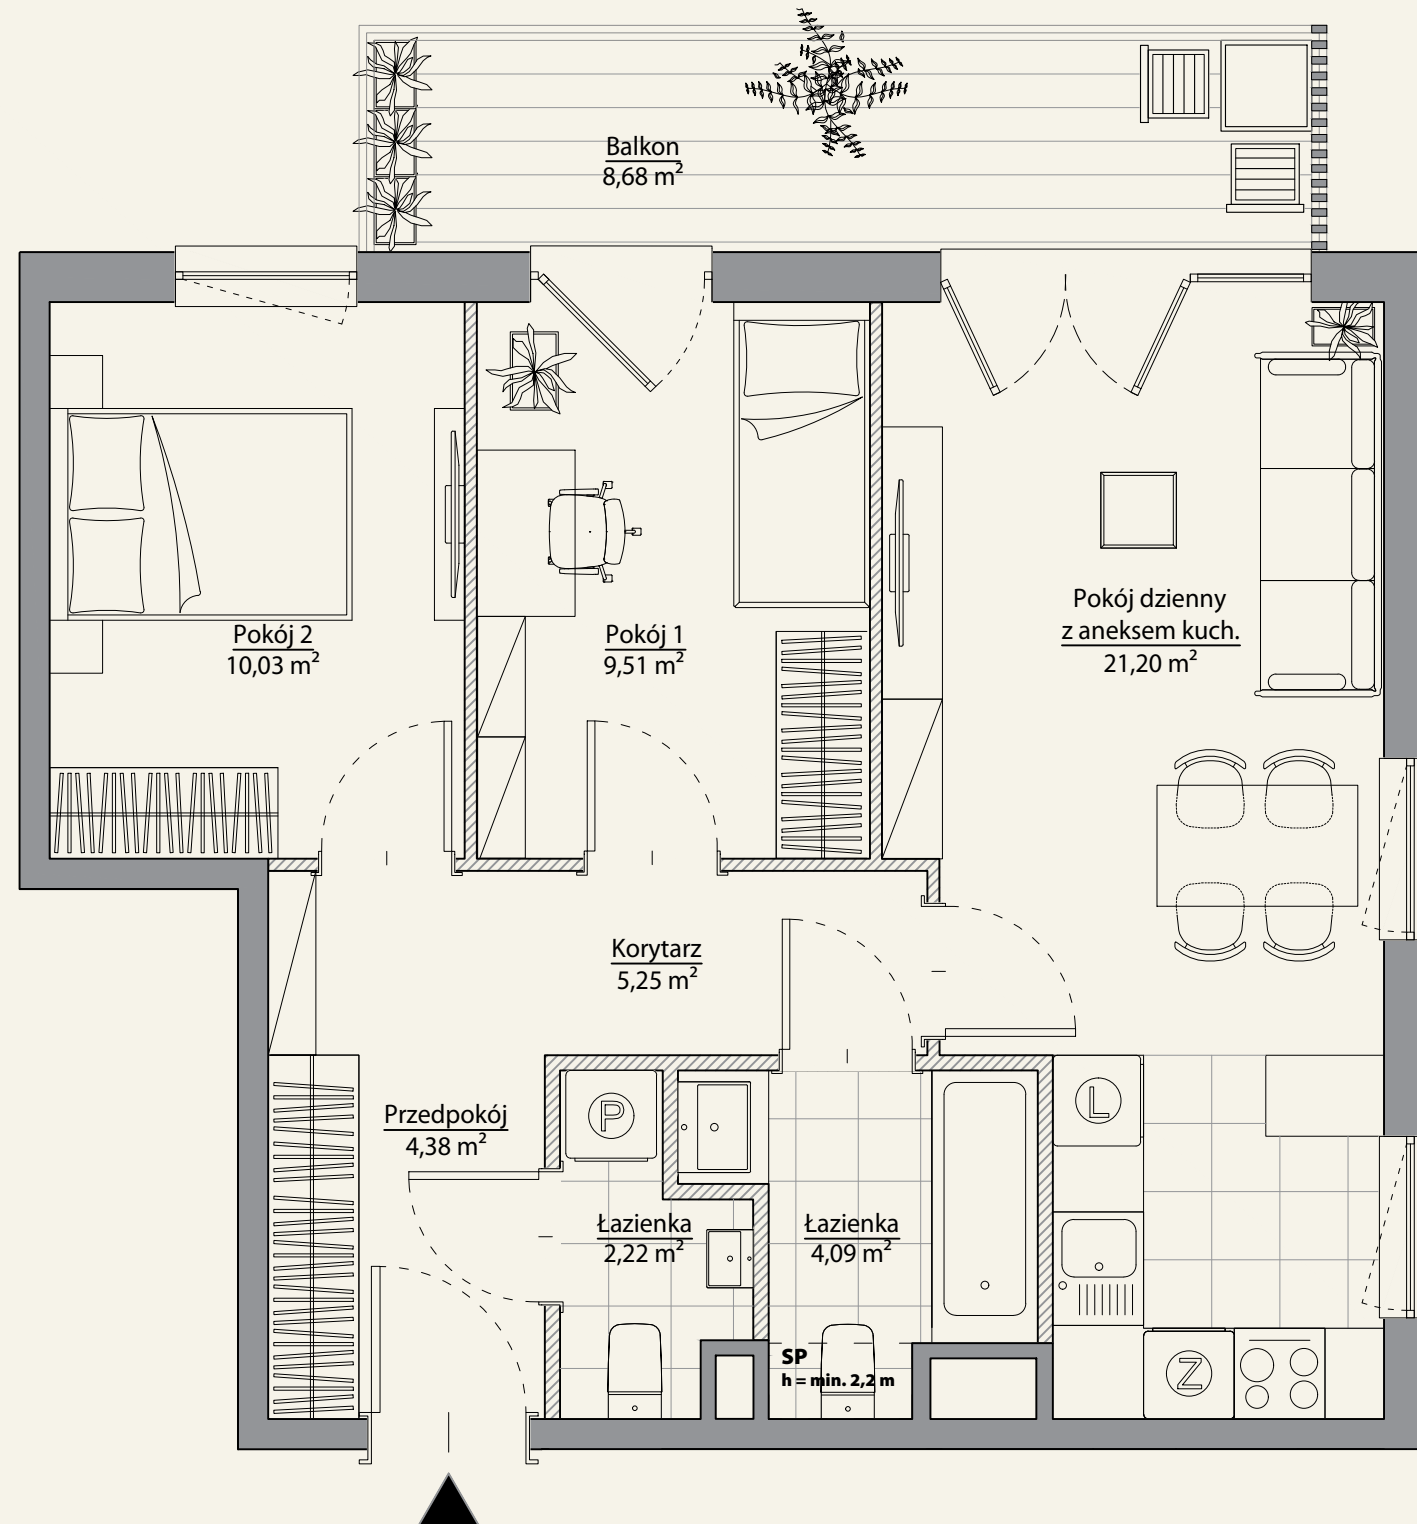 Balkon
8,68 m²
Pokój 2
10,03 m²
Pokój 1
9,51 m²
Pokój dzienny
z aneksem kuch.
21,20 m²
Korytarz
5,25 m²
Przedpokój
4,38 m²
P
L
Łazienka
2,22 m²
Łazienka
4,09 m²
SP
h = min. 2,2 m
Z